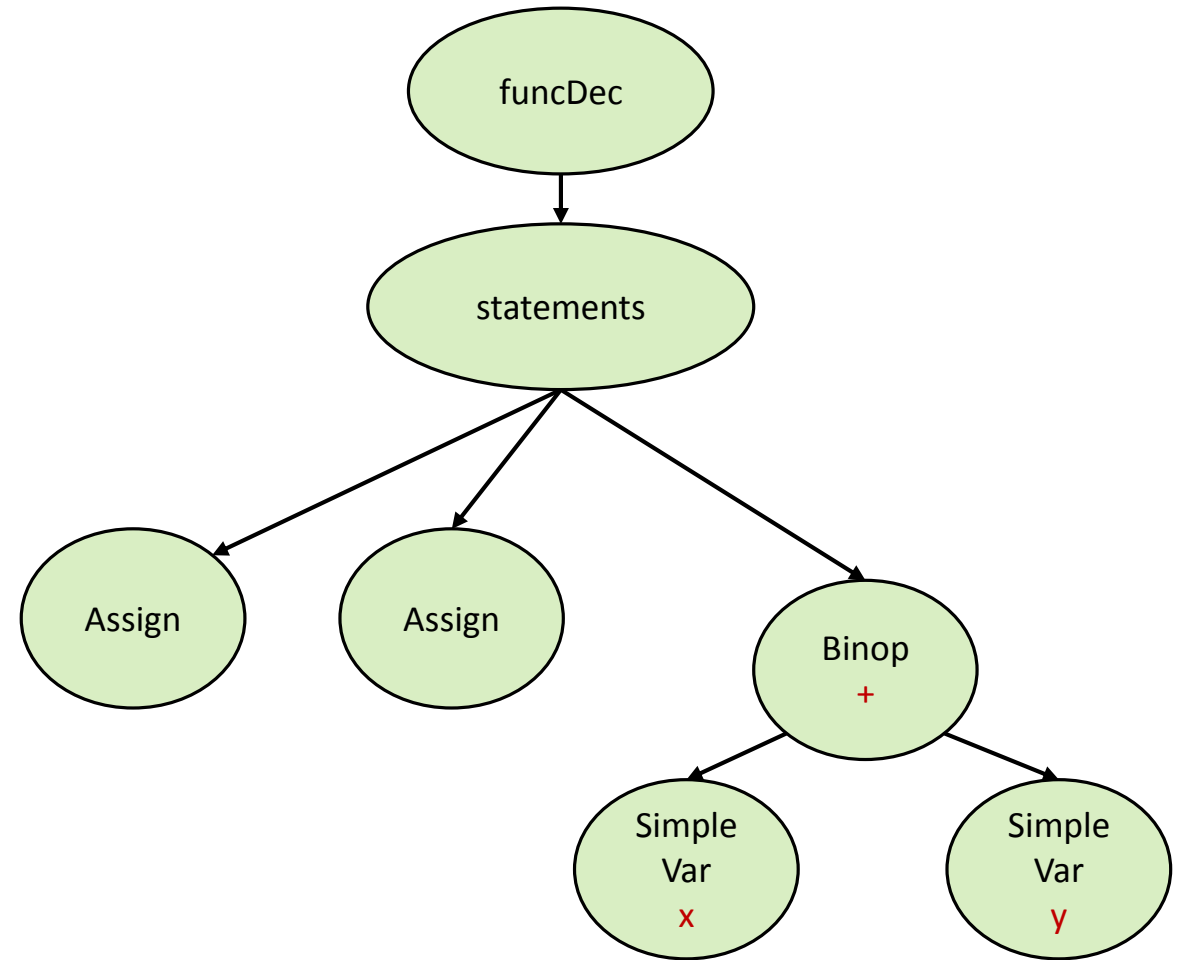 funcDec
statements
Assign
Assign
Binop
+
Simple
Var
x
Simple
Var
y